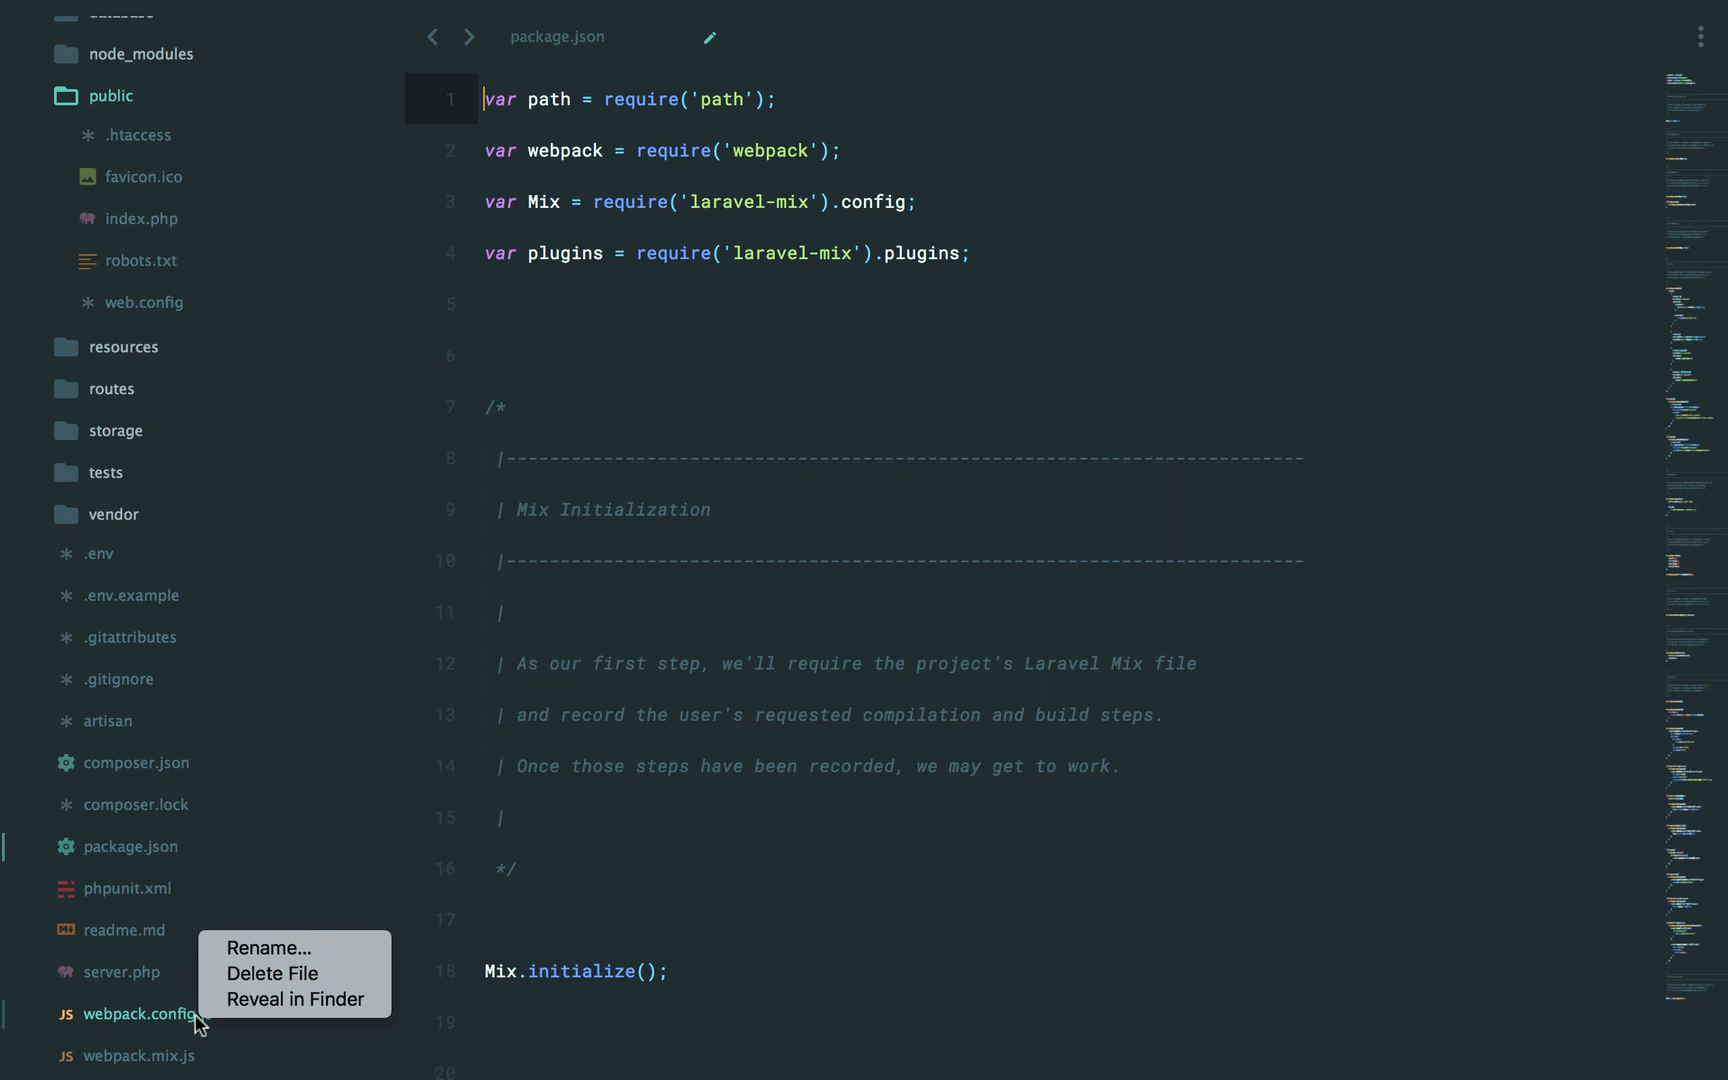 node_modules
public
.htaccess
favicon.ico
index.php
robots.txt
web.config
resources
routes
storage
tests
vendor
.env
.env.example
.gitattributes
.gitignore
artisan
composer.json
composer.lock
package.json
phpunit.xml
M↓ readme.md
server.php
JS webpack.config
JS webpack.mix.js
Rename...
Delete File
Reveal in Finder
package.json
1 var path = require('path');
2 var webpack = require('webpack');
3 var Mix = require('laravel-mix').config;
4 var plugins = require('laravel-mix').plugins;
5
6
7 /*
8 |--------------------------------------------------------------------------
9 | Mix Initialization
10 |--------------------------------------------------------------------------
11 |
12 | As our first step, we'll require the project's Laravel Mix file
13 | and record the user's requested compilation and build steps.
14 | Once those steps have been recorded, we may get to work.
15 |
16 */
17
18 Mix.initialize();
19
20